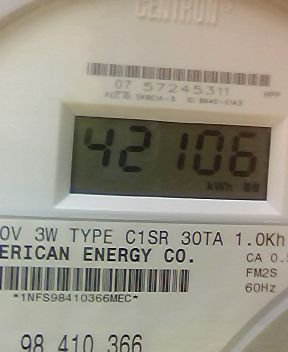 CENTRON
07 57245311
HPP
42106
kWh
0V 3W TYPE C1SR 30TA 1.0Kh
ERICAN ENERGY CO.
CA 0.5
*1NFS98410366MEC*
FM2S
60Hz
98 410 366